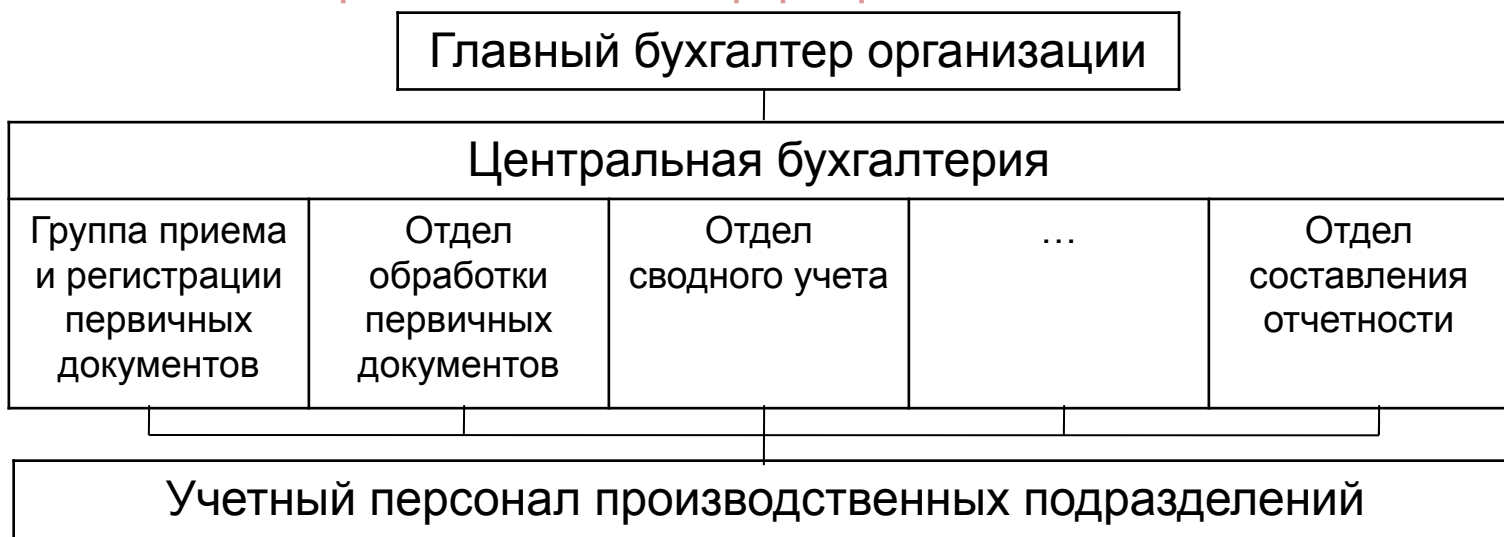 Главный бухгалтер организации
Центральная бухгалтерия
Группа приема
и регистрации
первичных
документов
Отдел
обработки
первичных
документов
Отдел
сводного учета
…
Отдел
составления
отчетности
Учетный персонал производственных подразделений